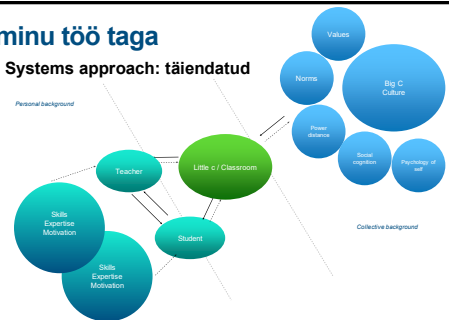 minu töö taga
Systems approach: täiendatud
Personal background
Values
Norms
Big C
Culture
Power
distance
Social
cognition
Psychology of
self
Little c / Classroom
Teacher
Student
Skills
Expertise
Motivation
Skills
Expertise
Motivation
Collective background